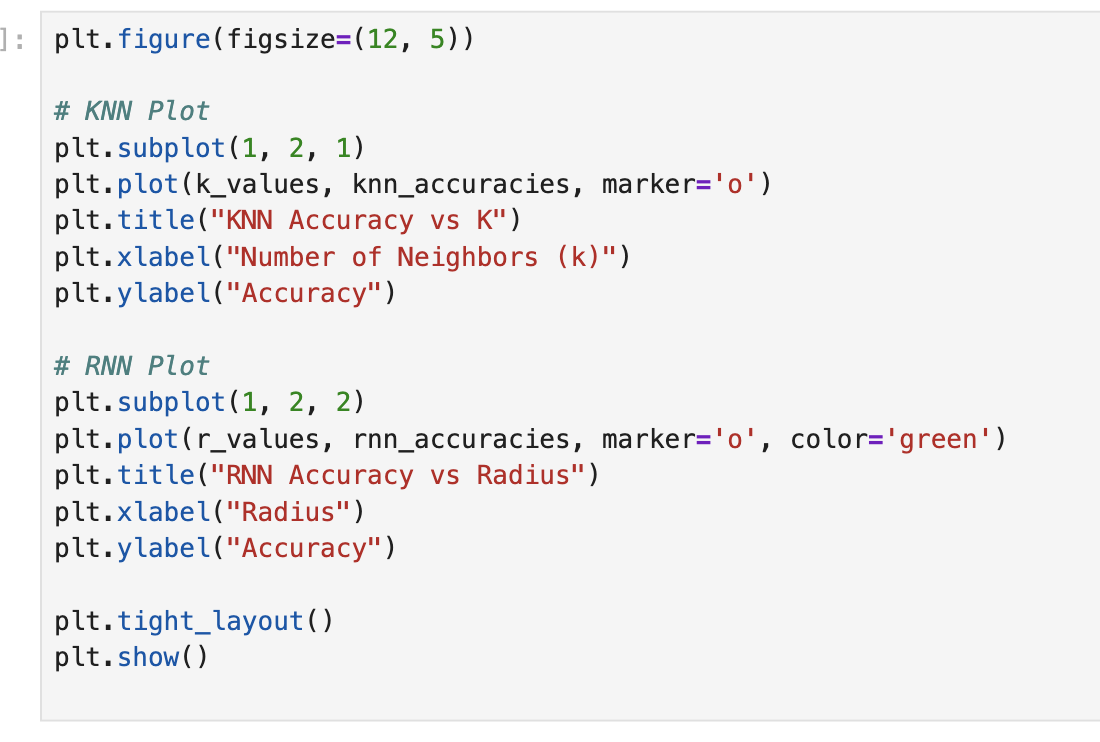 ]:
plt.figure(figsize=(12, 5))
# KNN Plot
plt.subplot(1, 2, 1)
plt.plot(k_values, knn_accuracies, marker='o')
plt.title("KNN Accuracy vs K")
plt.xlabel("Number of Neighbors (k)")
plt.ylabel("Accuracy")
# RNN Plot
plt.subplot(1, 2, 2)
plt.plot(r_values, rnn_accuracies, marker='o', color='green')
plt.title("RNN Accuracy vs Radius")
plt.xlabel("Radius")
plt.ylabel("Accuracy")
plt.tight_layout()
plt.show()